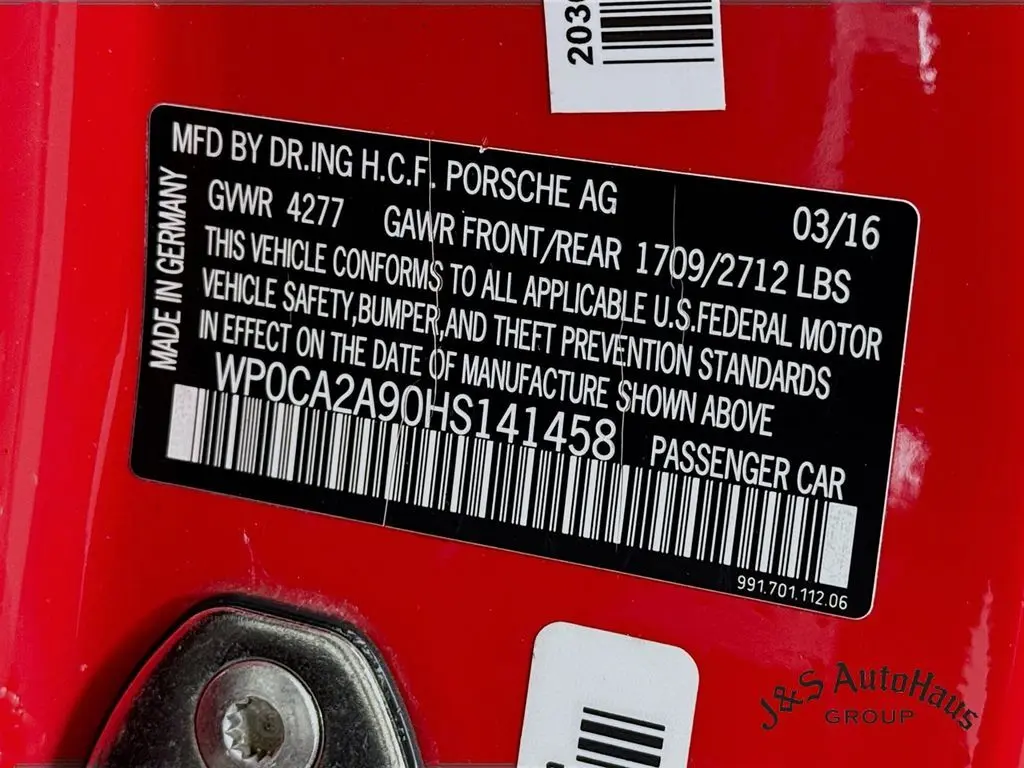 203
MFD BY DR.ING H.C.F. PORSCHE AG
03/16
GVWR 4277 GAWR FRONT/REAR 1709/2712 LBS
THIS VEHICLE CONFORMS TO ALL APPLICABLE U.S.FEDERAL MOTOR
VEHICLE SAFETY,BUMPER,AND THEFT PREVENTION STANDARDS
IN EFFECT ON THE DATE OF MANUFACTURE SHOWN ABOVE
WP0CA2A90HS141458 PASSENGER CAR
MADE IN GERMANY
991.701.112.06
J&S AutoHaus
GROUP